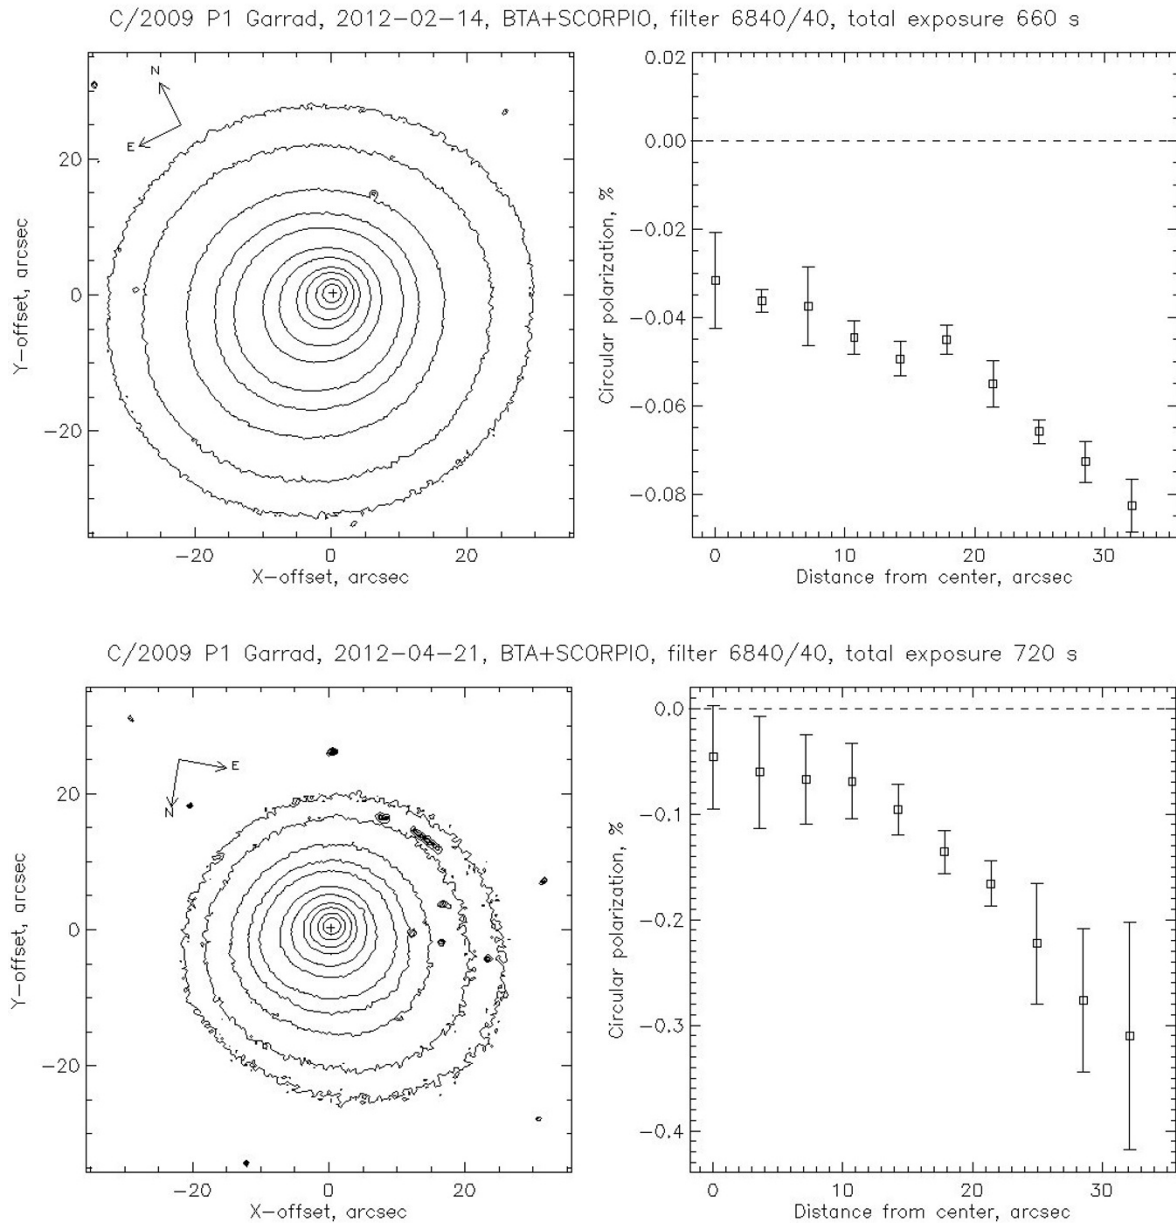 C/2009 P1 Garrad, 2012-02-14, BTA+SCORPIO, filter 6840/40, total exposure 660 s
N
E
20
0
-20
Y-offset, arcsec
-20
0
20
X-offset, arcsec
0.02
0.00
-0.02
-0.04
-0.06
-0.08
Circular polarization, %
0
10
20
30
Distance from center, arcsec
C/2009 P1 Garrad, 2012-04-21, BTA+SCORPIO, filter 6840/40, total exposure 720 s
E
N
20
0
-20
Y-offset, arcsec
-20
0
20
X-offset, arcsec
0.0
-0.1
-0.2
-0.3
-0.4
Circular polarization, %
0
10
20
30
Distance from center, arcsec